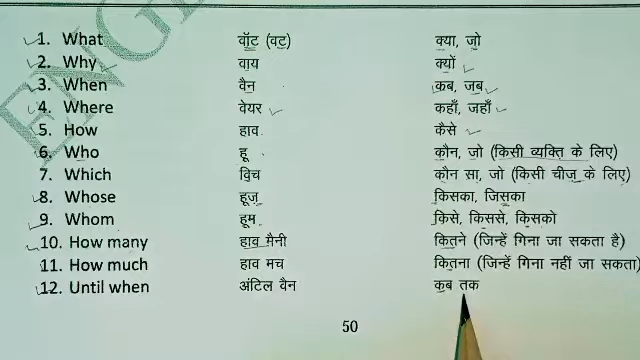 ENGL
1. What वॉट (वट) क्या, जो
2. Why वाय क्यों
3. When वैन कब, जब
4. Where वेयर कहाँ, जहाँ
5. How हाव कैसे
6. Who हू कौन, जो (किसी व्यक्ति के लिए)
7. Which विच कौन सा, जो (किसी चीज़ के लिए)
8. Whose हूज़ किसका, जिसका
9. Whom हूम किसे, किससे, किसको
10. How many हाव मैनी कितने (जिन्हें गिना जा सकता है)
11. How much हाव मच कितना (जिन्हें गिना नहीं जा सकता)
12. Until when अंटिल वैन कब तक
50